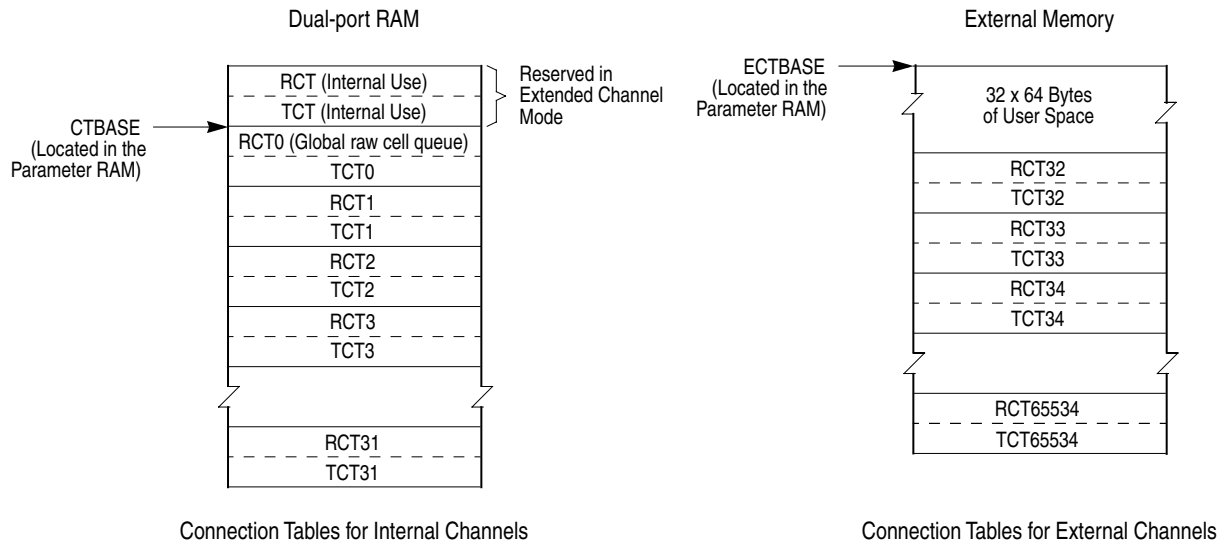 Dual-port RAM
RCT (Internal Use)
TCT (Internal Use)
Reserved in
Extended Channel
Mode
CTBASE
(Located in the
Parameter RAM)
RCT0 (Global raw cell queue)
TCT0
RCT1
TCT1
RCT2
TCT2
RCT3
TCT3
RCT31
TCT31
Connection Tables for Internal Channels
External Memory
ECTBASE
(Located in the
Parameter RAM)
32 x 64 Bytes
of User Space
RCT32
TCT32
RCT33
TCT33
RCT34
TCT34
RCT65534
TCT65534
Connection Tables for External Channels